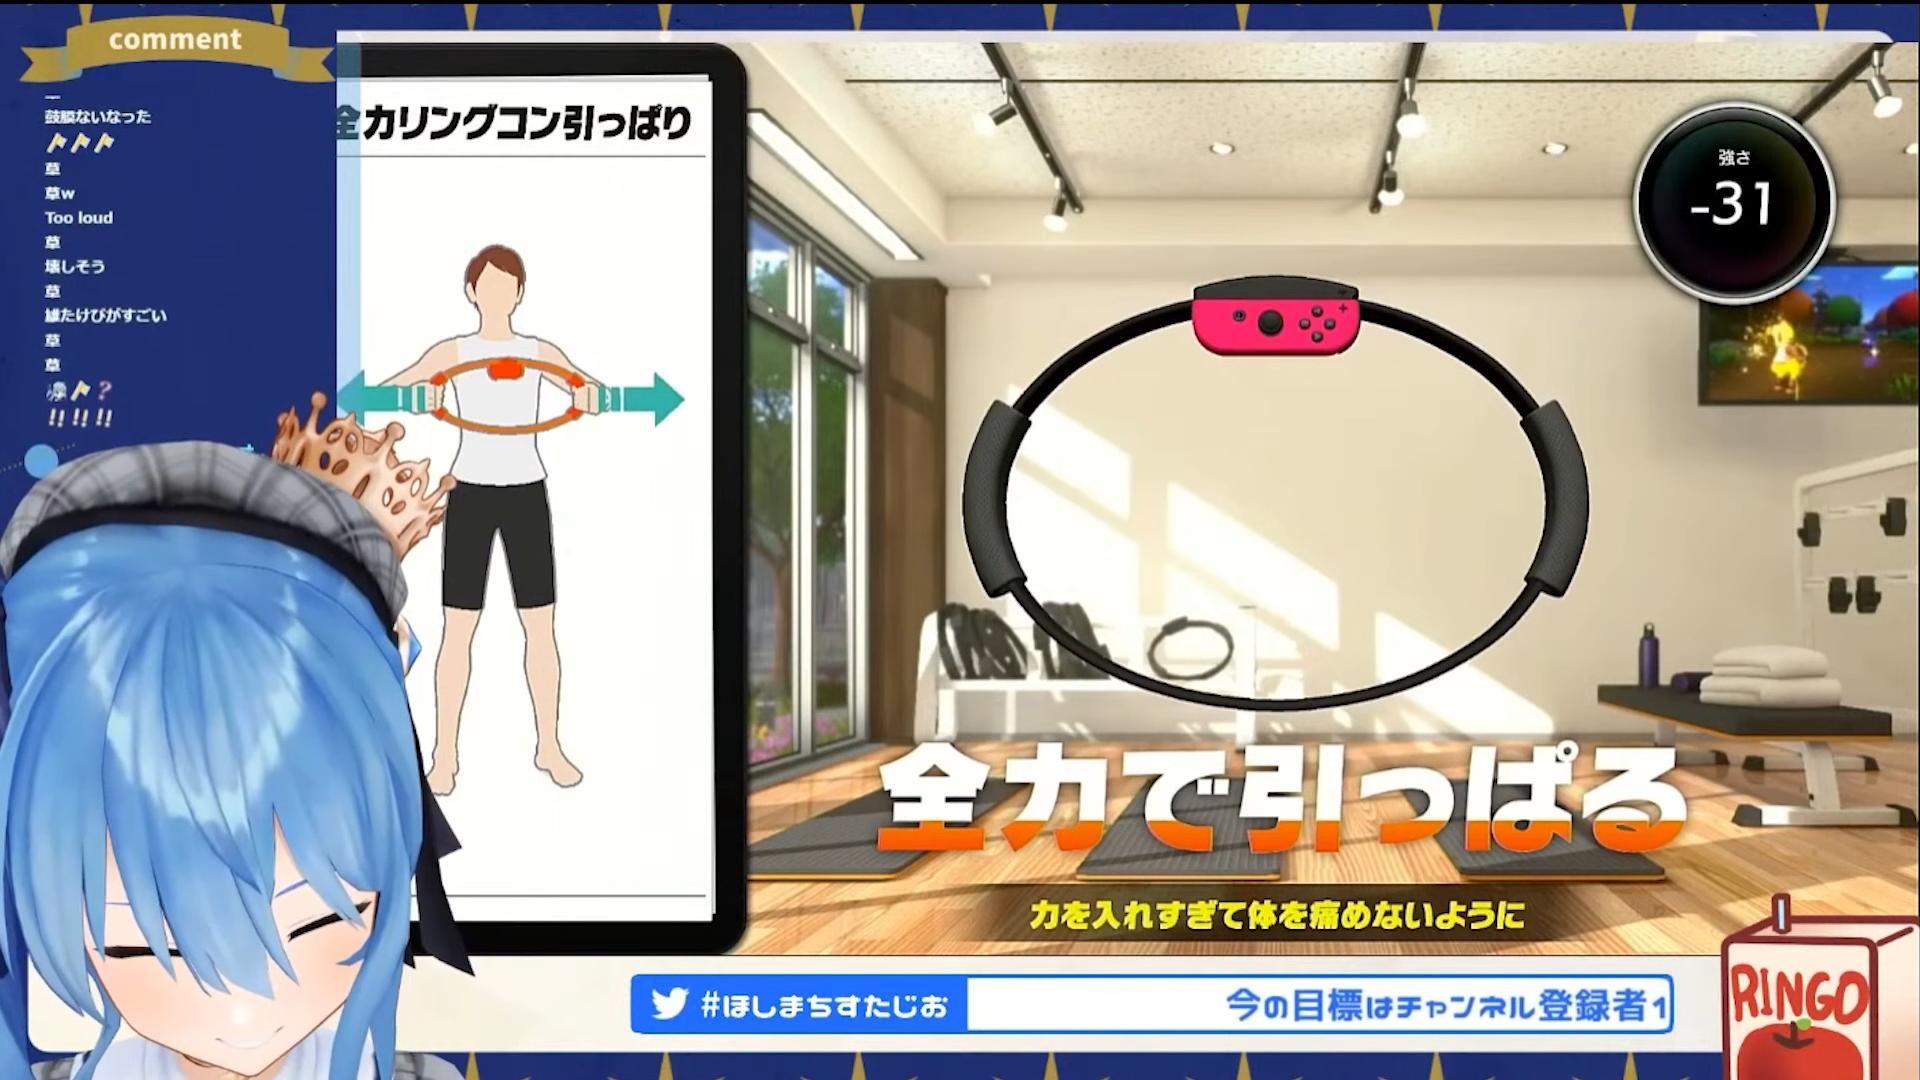 comment
鼓膜ないなった
草
草w
Too loud
草
壊しそう
草
雄たけびがすごい
草
草
?
!! !! !!
全力リングコン引っぱり
強さ
-31
全力で引っぱる
力を入れすぎて体を痛めないように
#ほしまちすたじお
今の目標はチャンネル登録者1
RINGO